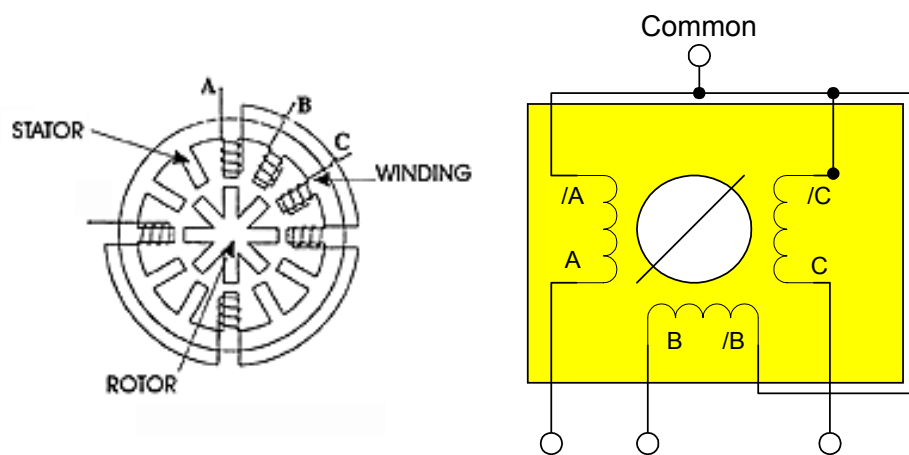 A
B
STATOR
C
WINDING
ROTOR
Common
/A
/C
A
C
B
/B